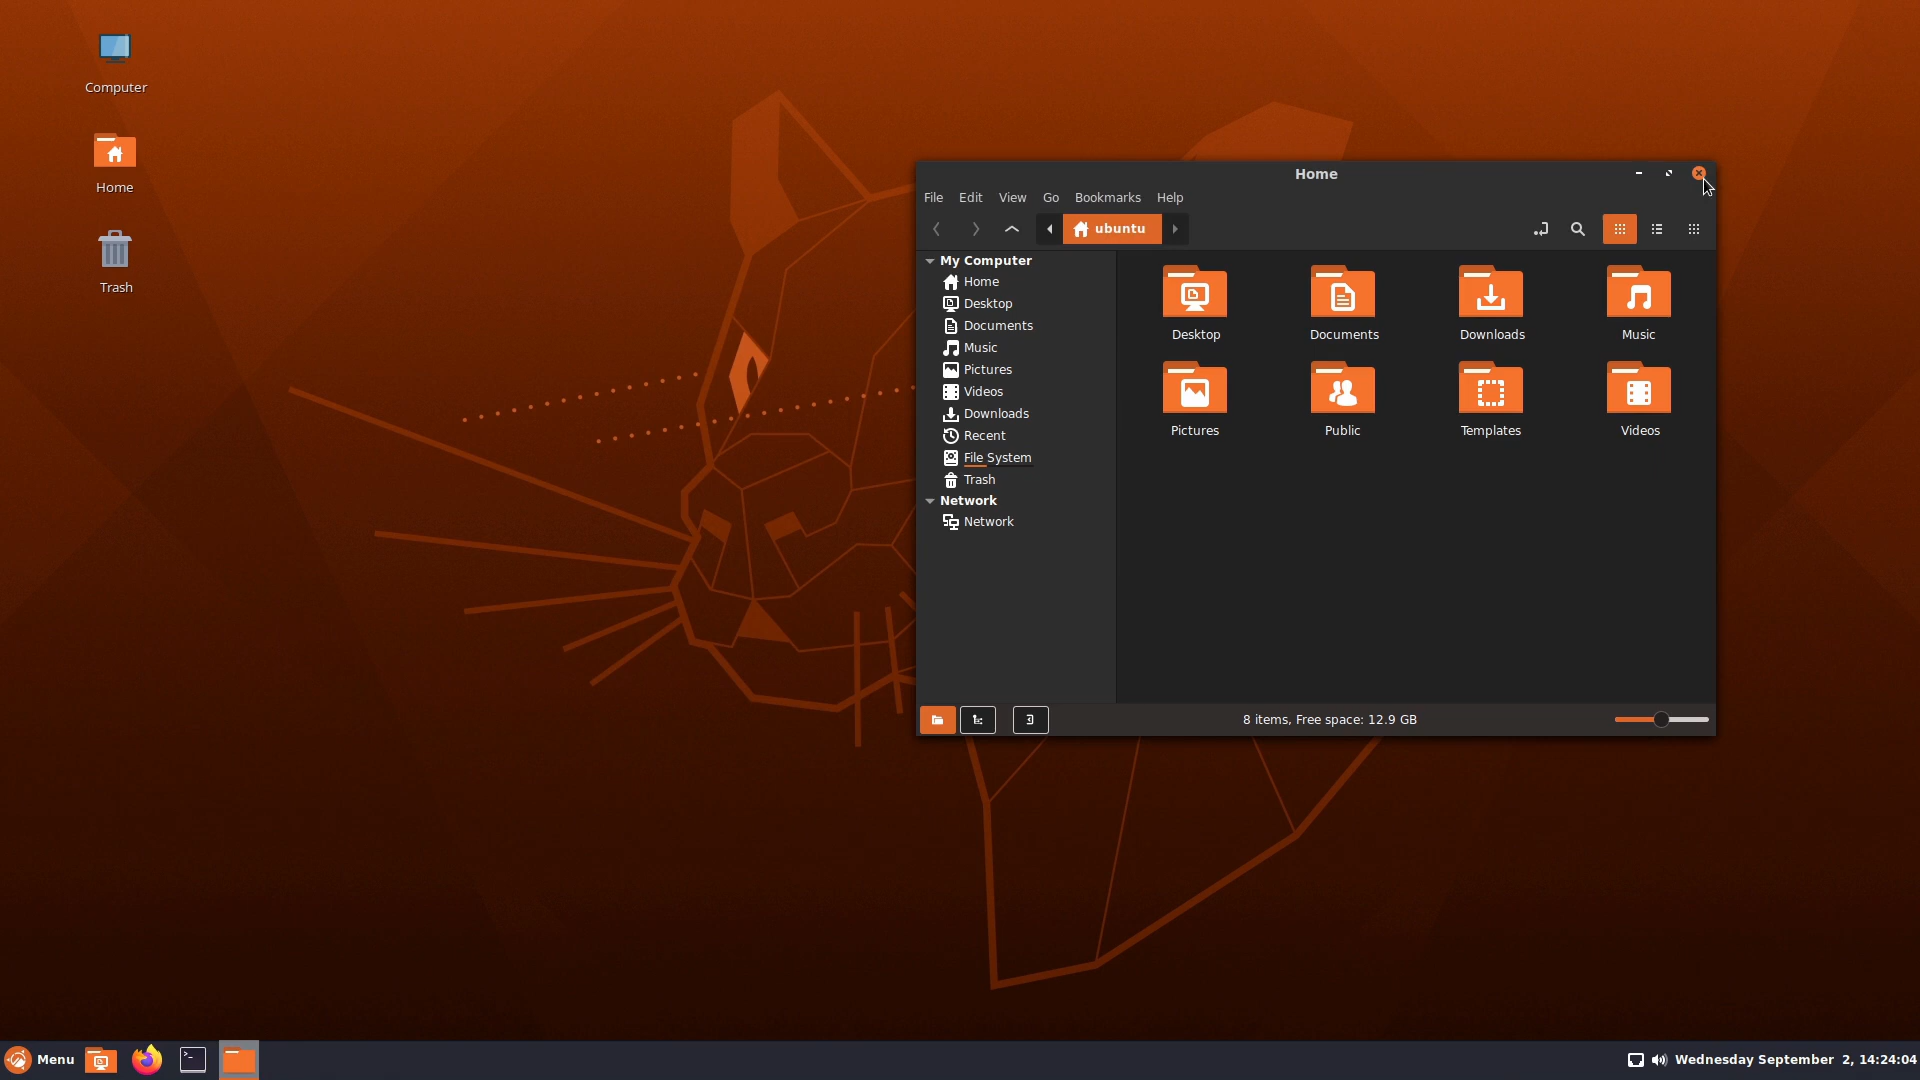 Computer
Home
Trash
Home
File Edit View Go Bookmarks Help
ubuntu
My Computer
Home
Desktop
Documents
Music
Pictures
Videos
Downloads
Recent
File System
Trash
Network
Network
Desktop Documents Downloads Music
Pictures Public Templates Videos
8 items, Free space: 12.9 GB
Menu
Wednesday September 2, 14:24:04